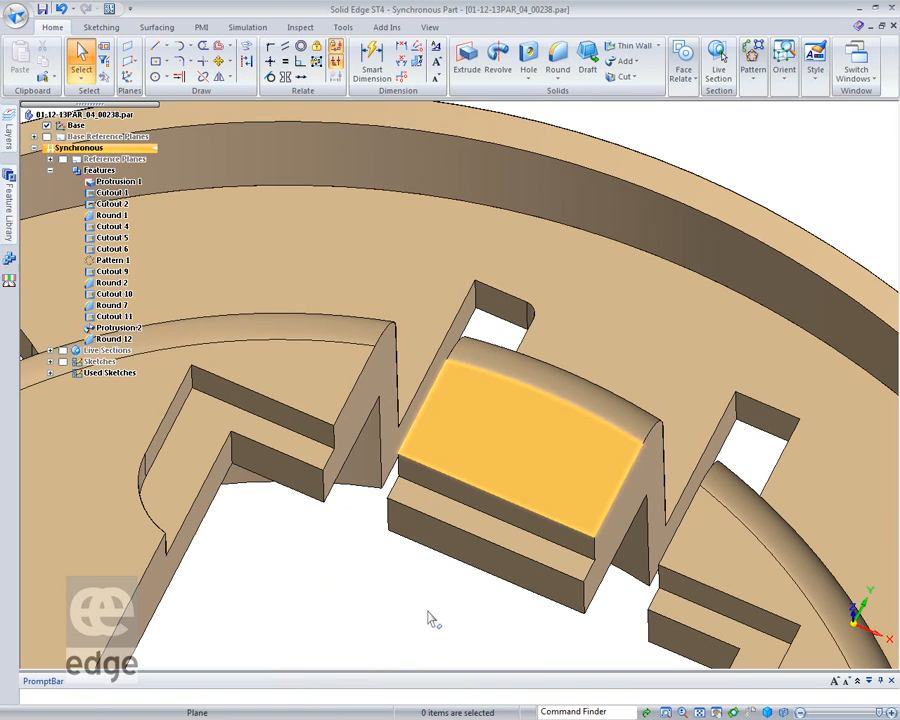 Solid Edge ST4 - Synchronous Part - [01-12-13PAR_04_00238.par]
Home Sketching Surfacing PMI Simulation Inspect Tools Add Ins View
Paste Select Smart Dimension Extrude Revolve Hole Round Draft Thin Wall Add Cut Face Relate Live Section Pattern Orient Style Switch Windows
Clipboard Select Planes Draw Relate Dimension Solids Section Window
Layers
Feature Library
01-12-13PAR_04_00238.par
Base
Base Reference Planes
Synchronous
Reference Planes
Features
Protrusion 1
Cutout 1
Cutout 2
Round 1
Cutout 4
Cutout 5
Cutout 6
Pattern 1
Cutout 9
Round 2
Cutout 10
Round 7
Cutout 11
Protrusion 2
Round 12
Live Sections
Sketches
Used Sketches
Y
Z
X
ee
edge
PromptBar
Plane 0 items are selected Command Finder